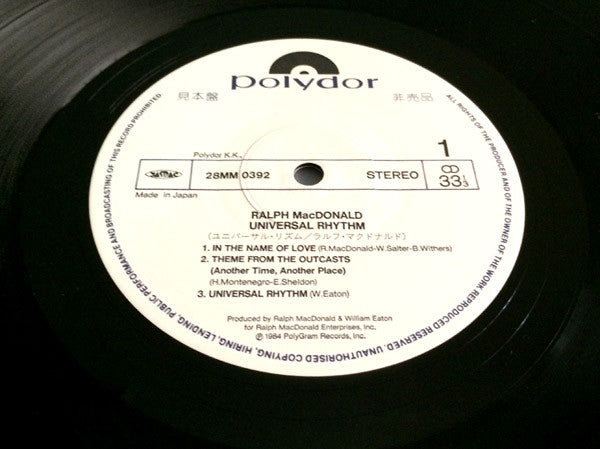 polydor
見本盤 非売品
1
Polydor K.K.
JASRAC 28MM 0392 STEREO 33 1/3
Made in Japan
RALPH MacDONALD
UNIVERSAL RHYTHM
(ユニバーサル・リズム/ラルフ・マクドナルド)
1. IN THE NAME OF LOVE (R.MacDonald-W.Salter-B.Withers)
2. THEME FROM THE OUTCASTS
(Another Time, Another Place)
(H.Montenegro-E.Sheldon)
3. UNIVERSAL RHYTHM (W.Eaton)
Produced by Ralph MacDonald & William Eaton
for Ralph MacDonald Enterprises, Inc.
℗ 1984 PolyGram Records, Inc.
ALL RIGHTS OF THE PRODUCER AND OF THE OWNER OF THE WORK REPRODUCED RESERVED. UNAUTHORISED COPYING, HIRING, LENDING, PUBLIC PERFORMANCE AND BROADCASTING OF THIS RECORD PROHIBITED.